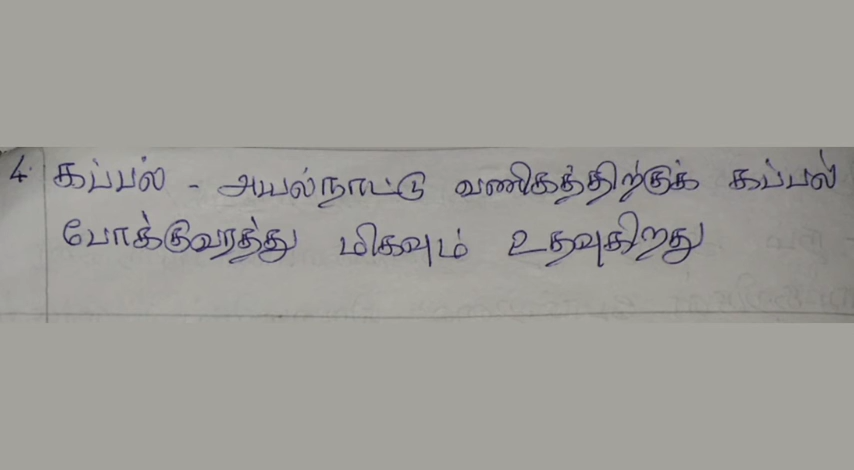 4. கப்பல் - அயல்நாட்டு வணிகத்திற்குக் கப்பல்
போக்குவரத்து மிகவும் உதவுகிறது